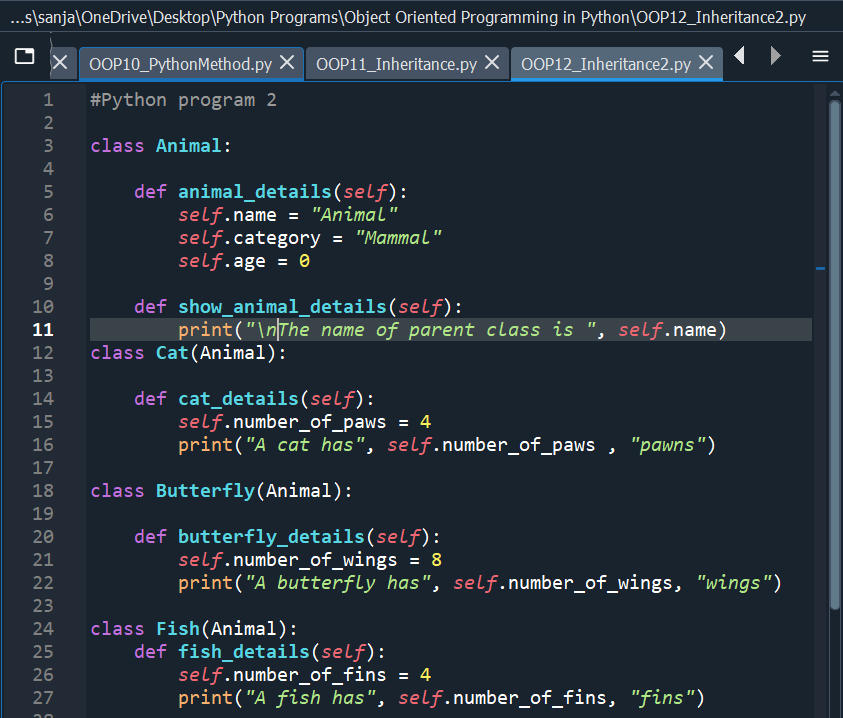 ...s\sanja\OneDrive\Desktop\Python Programs\Object Oriented Programming in Python\OOP12_Inheritance2.py
OOP10_PythonMethod.py OOP11_Inheritance.py OOP12_Inheritance2.py
1 #Python program 2
2
3 class Animal:
4
5     def animal_details(self):
6         self.name = "Animal"
7         self.category = "Mammal"
8         self.age = 0
9
10     def show_animal_details(self):
11         print("\nThe name of parent class is ", self.name)
12 class Cat(Animal):
13
14     def cat_details(self):
15         self.number_of_paws = 4
16         print("A cat has", self.number_of_paws , "pawns")
17
18 class Butterfly(Animal):
19
20     def butterfly_details(self):
21         self.number_of_wings = 8
22         print("A butterfly has", self.number_of_wings, "wings")
23
24 class Fish(Animal):
25     def fish_details(self):
26         self.number_of_fins = 4
27         print("A fish has", self.number_of_fins, "fins")